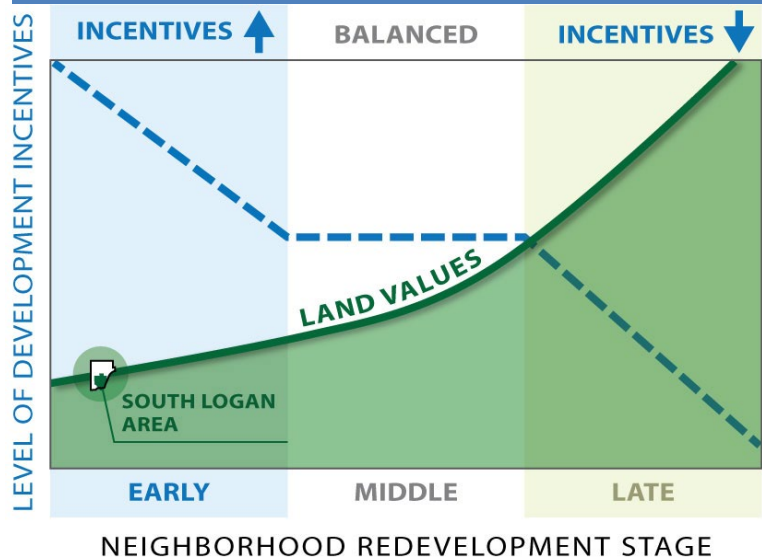 INCENTIVES
BALANCED
INCENTIVES
LEVEL OF DEVELOPMENT INCENTIVES
LAND VALUES
SOUTH LOGAN
AREA
EARLY
MIDDLE
LATE
NEIGHBORHOOD REDEVELOPMENT STAGE